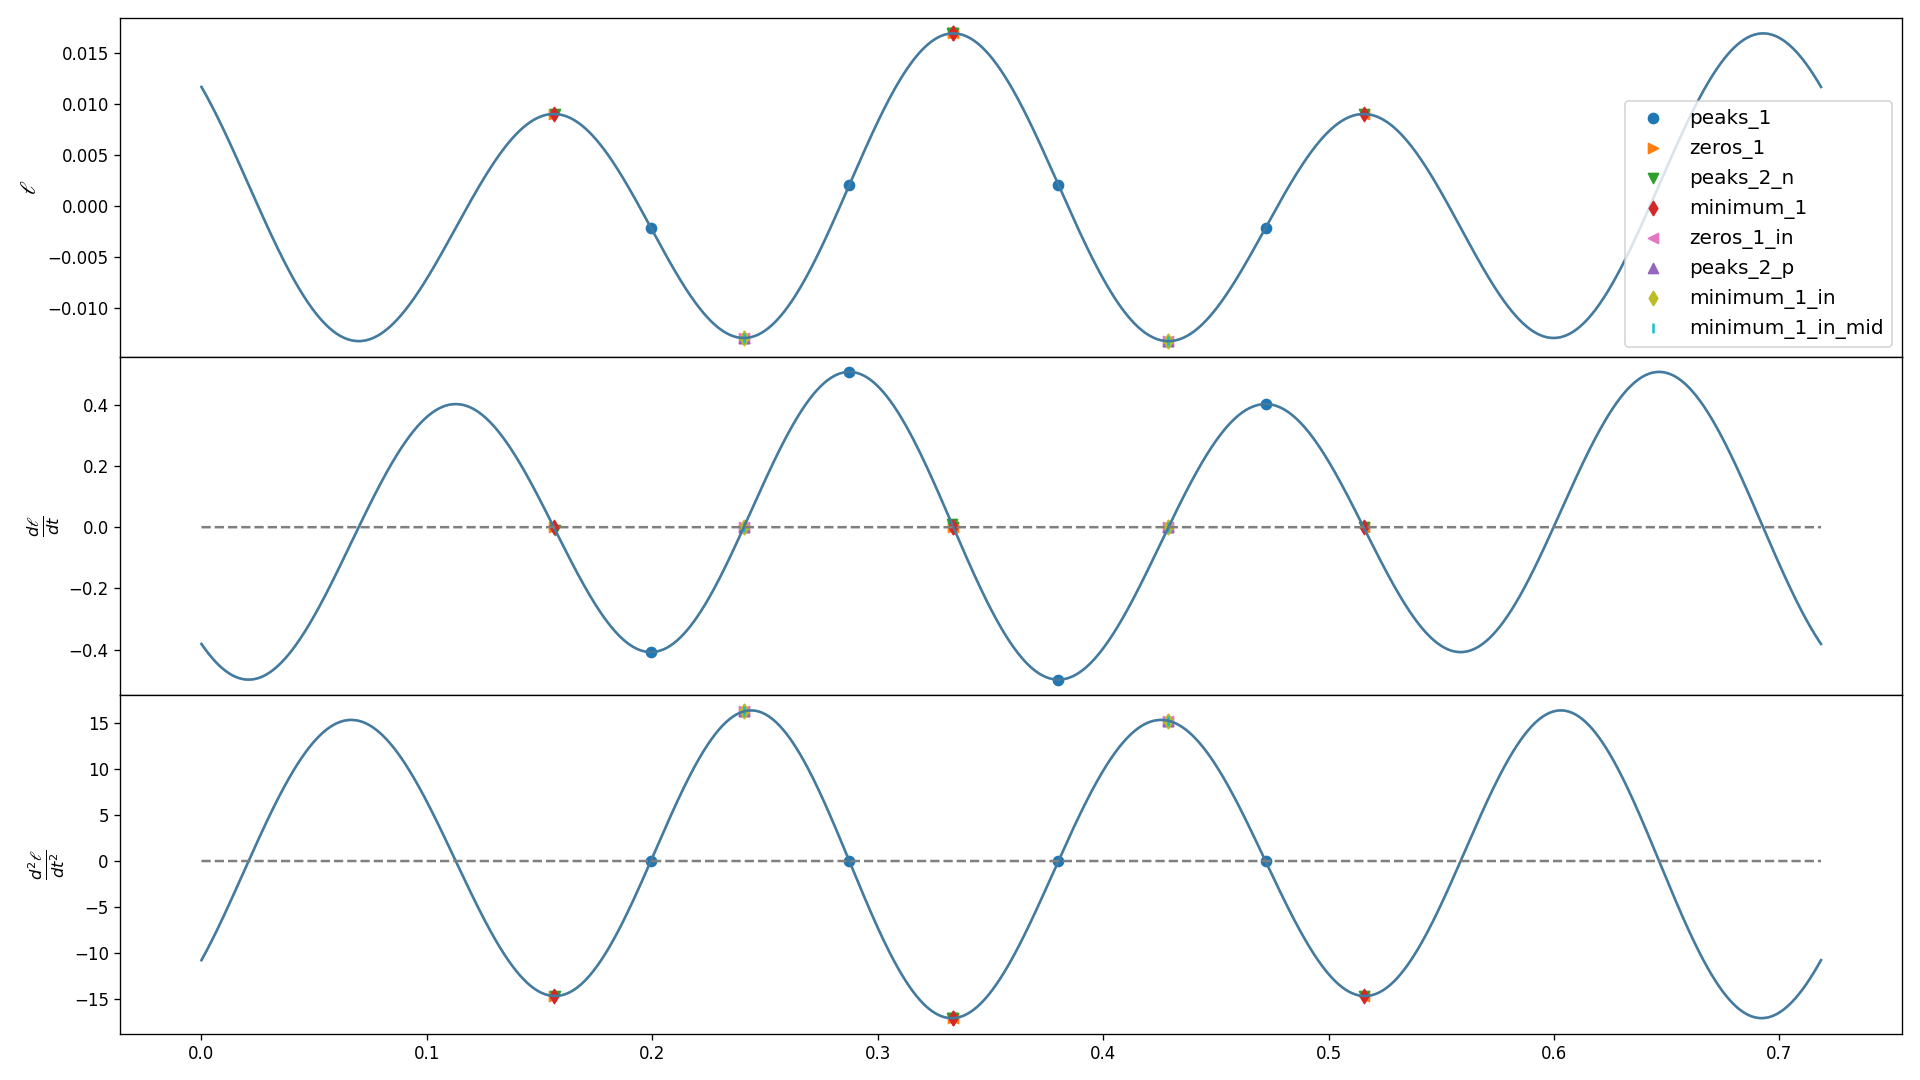 0.015
0.010
0.005
0.000
−0.005
−0.010
ℓ
peaks_1
zeros_1
peaks_2_n
minimum_1
zeros_1_in
peaks_2_p
minimum_1_in
minimum_1_in_mid
0.4
0.2
0.0
−0.2
−0.4
dℓ
dt
15
10
5
0
−5
−10
−15
d²ℓ
dt²
0.0 0.1 0.2 0.3 0.4 0.5 0.6 0.7